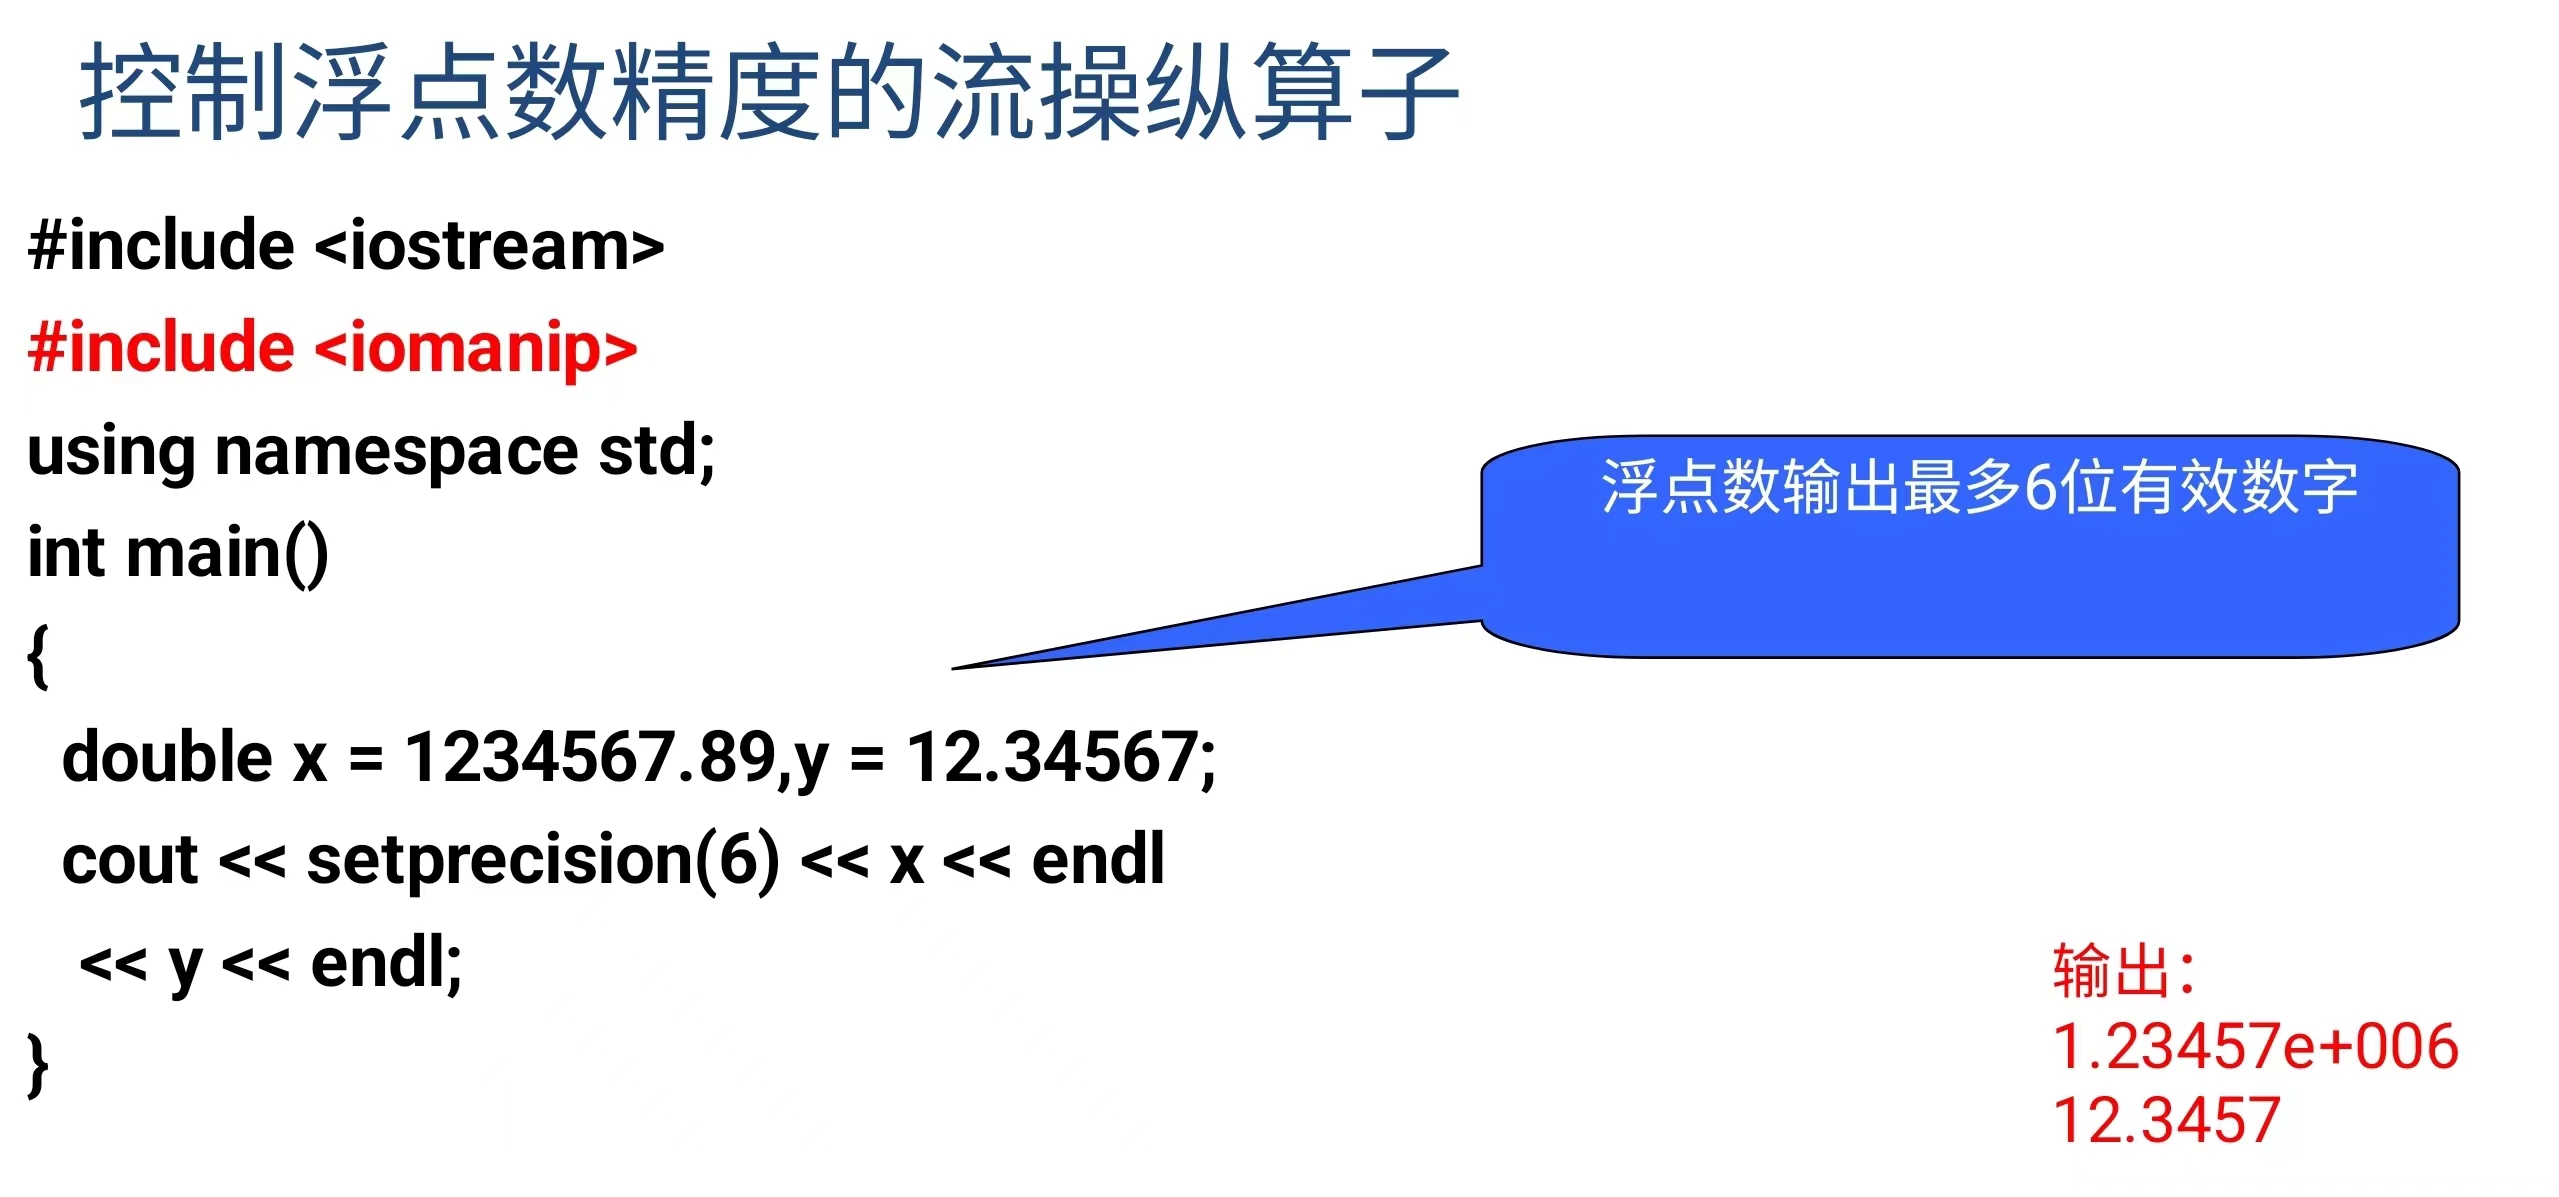 控制浮点数精度的流操纵算子
#include <iostream>
#include <iomanip>
using namespace std;
int main()
{
double x = 1234567.89,y = 12.34567;
cout << setprecision(6) << x << endl
<< y << endl;
}
浮点数输出最多6位有效数字
输出：
1.23457e+006
12.3457